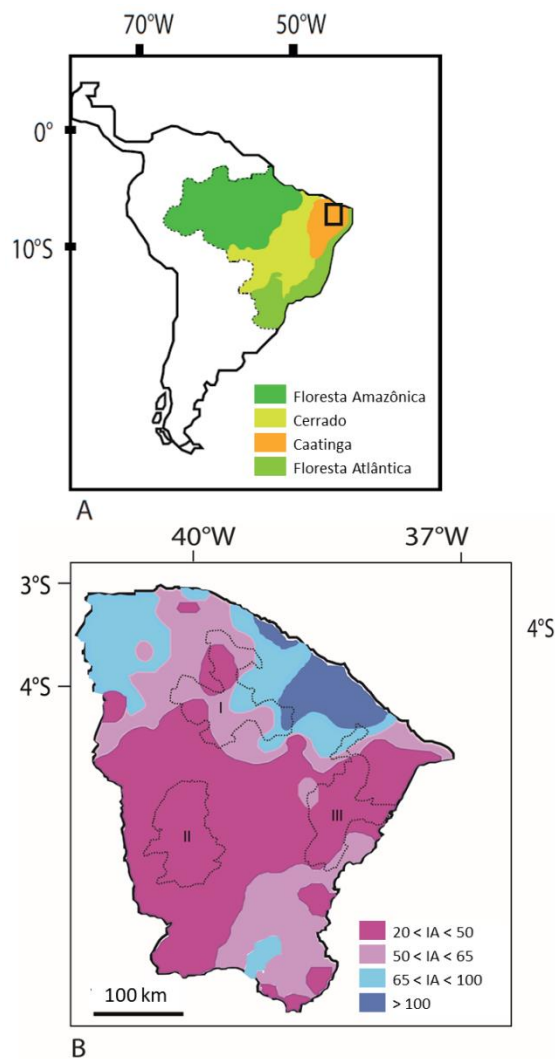 70°W 50°W
0°
10°S
Floresta Amazônica
Cerrado
Caatinga
Floresta Atlântica
A
40°W 37°W
3°S
4°S
4°S
I
II
III
20 < IA < 50
50 < IA < 65
65 < IA < 100
> 100
100 km
B